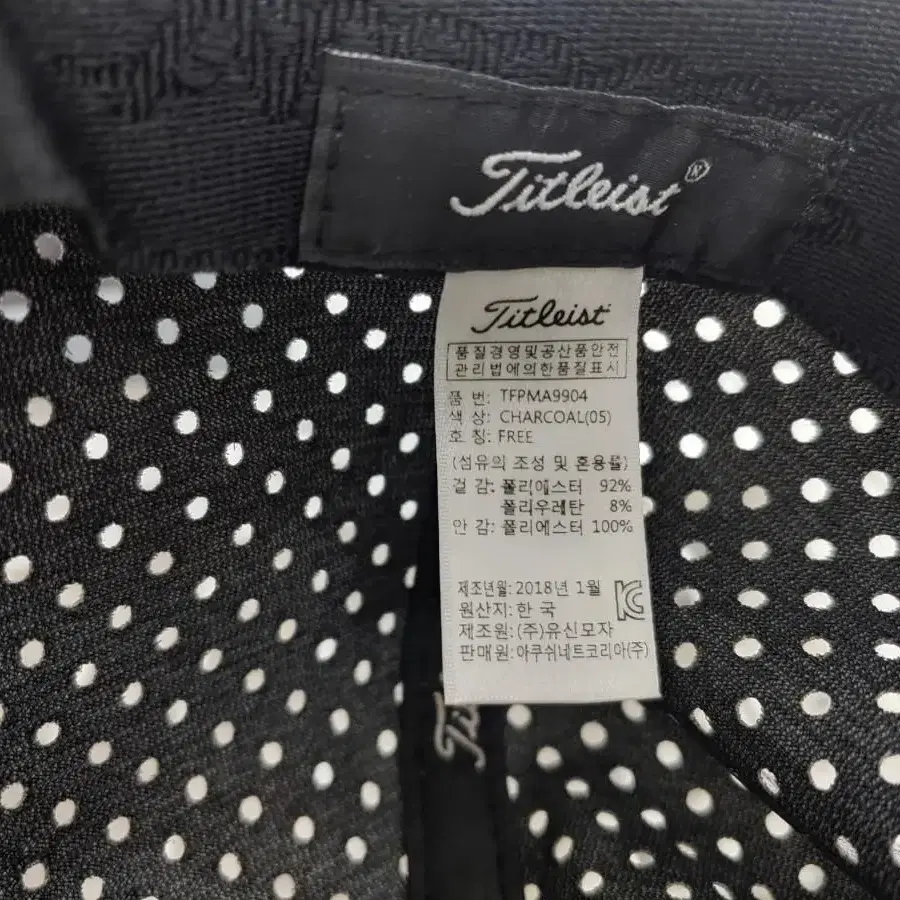 Titleist®
Titleist
품질경영및공산품안전
관리법에의한품질표시
품 번: TFPMA9904
색 상: CHARCOAL(05)
호 칭: FREE
(섬유의 조성 및 혼용률)
겉 감: 폴리에스터 92%
폴리우레탄 8%
안 감: 폴리에스터 100%
제조년월: 2018년 1월
원산지: 한 국
제조원: (주)유신모자
판매원: 아쿠쉬네트코리아(주)
KC
Tit